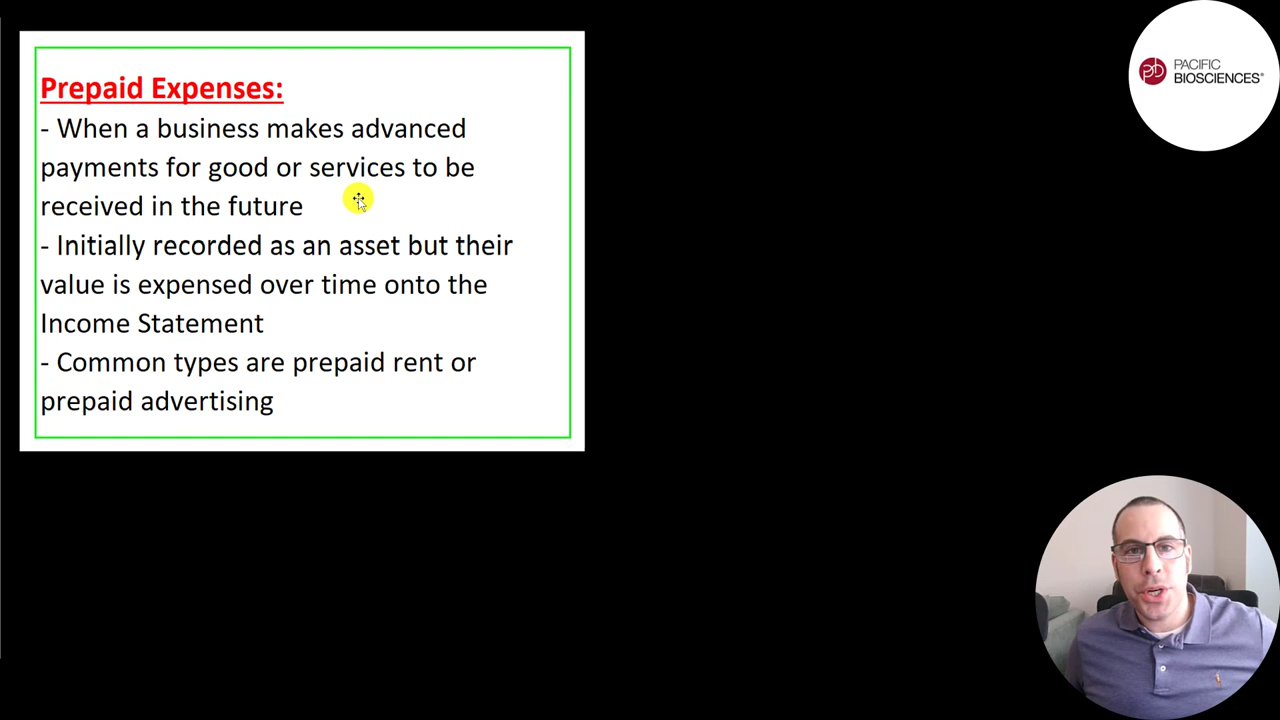 Prepaid Expenses:
- When a business makes advanced
payments for good or services to be
received in the future
- Initially recorded as an asset but their
value is expensed over time onto the
Income Statement
- Common types are prepaid rent or
prepaid advertising
PACIFIC
BIOSCIENCES®